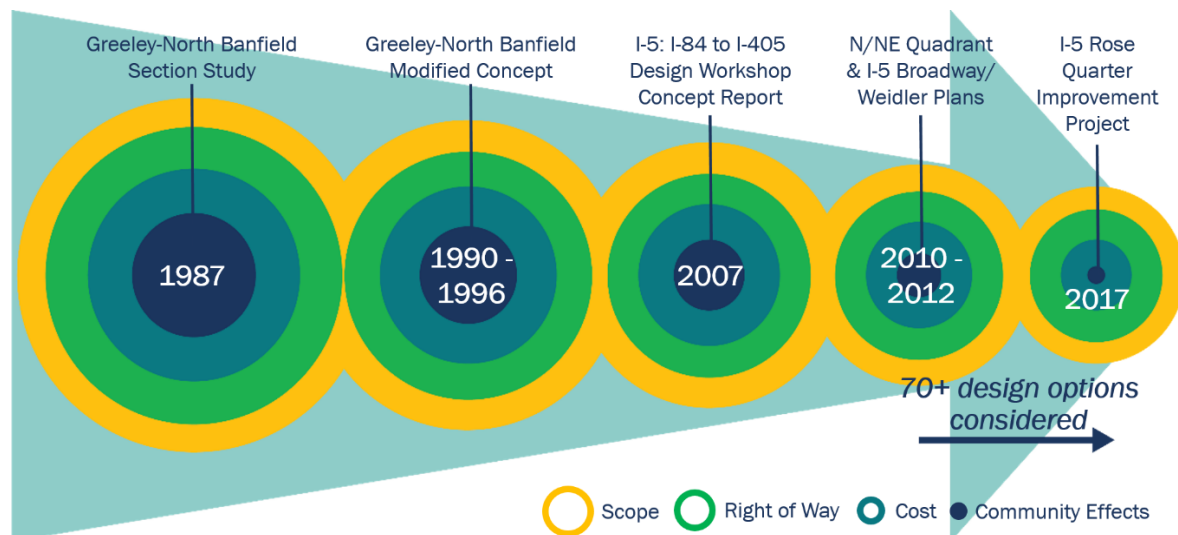 Greeley-North Banfield
Section Study
Greeley-North Banfield
Modified Concept
I-5: I-84 to I-405
Design Workshop
Concept Report
N/NE Quadrant
& I-5 Broadway/
Weidler Plans
I-5 Rose
Quarter
Improvement
Project
1987
1990 -
1996
2007
2010 -
2012
2017
70+ design options
considered
Scope
Right of Way
Cost
Community Effects